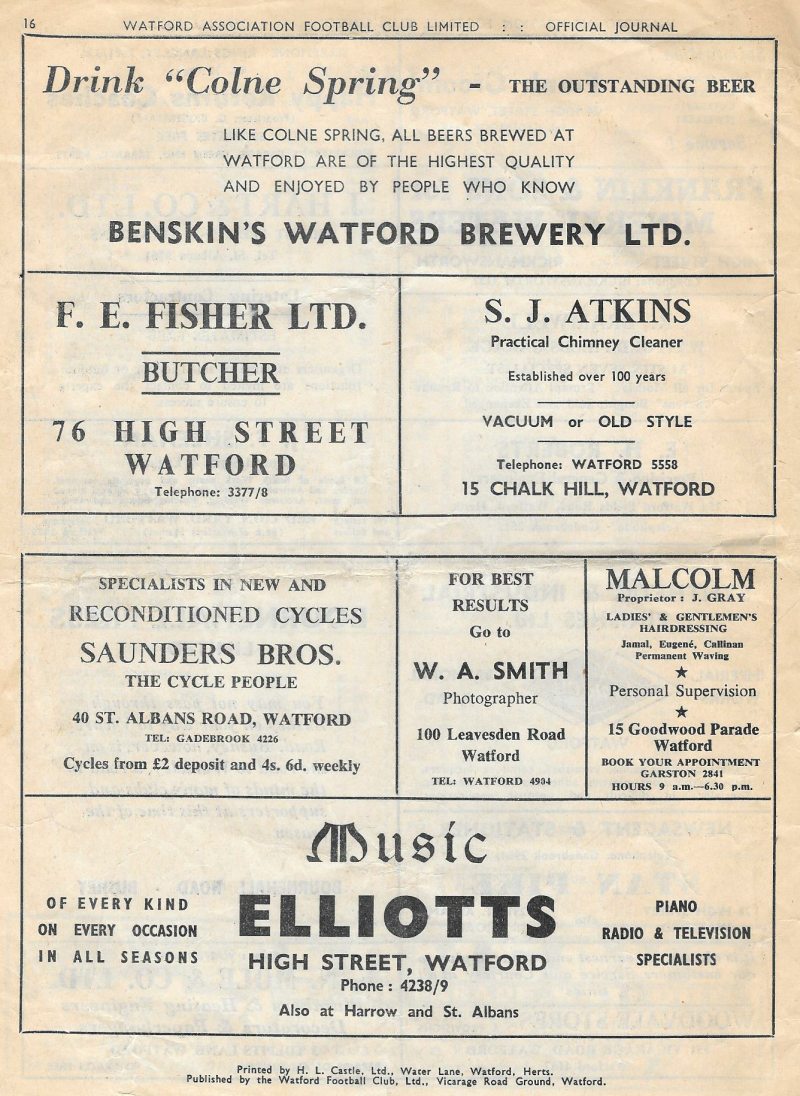 16 WATFORD ASSOCIATION FOOTBALL CLUB LIMITED : : OFFICIAL JOURNAL
Drink "Colne Spring" - THE OUTSTANDING BEER
LIKE COLNE SPRING, ALL BEERS BREWED AT
WATFORD ARE OF THE HIGHEST QUALITY
AND ENJOYED BY PEOPLE WHO KNOW
BENSKIN'S WATFORD BREWERY LTD.
F. E. FISHER LTD.
BUTCHER
76 HIGH STREET
WATFORD
Telephone: 3377/8
S. J. ATKINS
Practical Chimney Cleaner
Established over 100 years
VACUUM or OLD STYLE
Telephone: WATFORD 5558
15 CHALK HILL, WATFORD
SPECIALISTS IN NEW AND
RECONDITIONED CYCLES
SAUNDERS BROS.
THE CYCLE PEOPLE
40 ST. ALBANS ROAD, WATFORD
TEL: GADEBROOK 4226
Cycles from £2 deposit and 4s. 6d. weekly
FOR BEST
RESULTS
Go to
W. A. SMITH
Photographer
100 Leavesden Road
Watford
TEL: WATFORD 4904
MALCOLM
Proprietor : J. GRAY
LADIES' & GENTLEMEN'S
HAIRDRESSING
Jamal, Eugené, Callinan
Permanent Waving
★
Personal Supervision
★
15 Goodwood Parade
Watford
BOOK YOUR APPOINTMENT
GARSTON 2841
HOURS 9 a.m.—6.30 p.m.
Music
OF EVERY KIND
ON EVERY OCCASION
IN ALL SEASONS
ELLIOTTS
HIGH STREET, WATFORD
Phone : 4238/9
Also at Harrow and St. Albans
PIANO
RADIO & TELEVISION
SPECIALISTS
Printed by H. L. Castle, Ltd., Water Lane, Watford, Herts.
Published by the Watford Football Club, Ltd., Vicarage Road Ground, Watford.